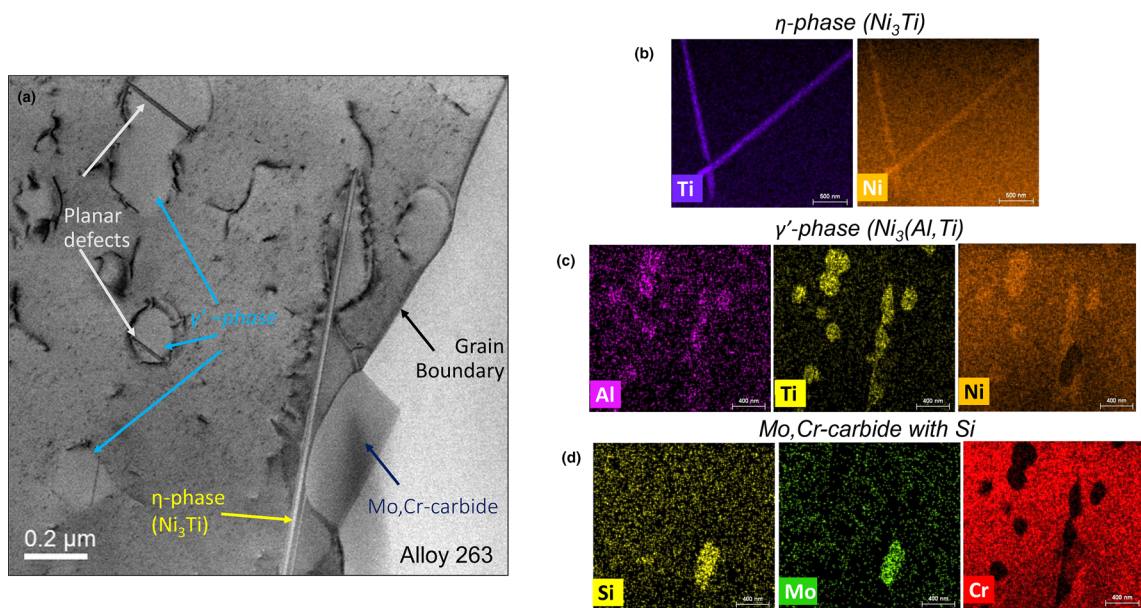 (a)
Planar
defects
γ’ –phase
Grain
Boundary
η-phase
(Ni₃Ti)
Mo,Cr-carbide
0.2 μm
Alloy 263
η-phase (Ni₃Ti)
(b)
Ti
500 nm
Ni
500 nm
γ’-phase (Ni₃(Al,Ti)
(c)
Al
400 nm
Ti
400 nm
Ni
400 nm
Mo,Cr-carbide with Si
(d)
Si
400 nm
Mo
400 nm
Cr
400 nm